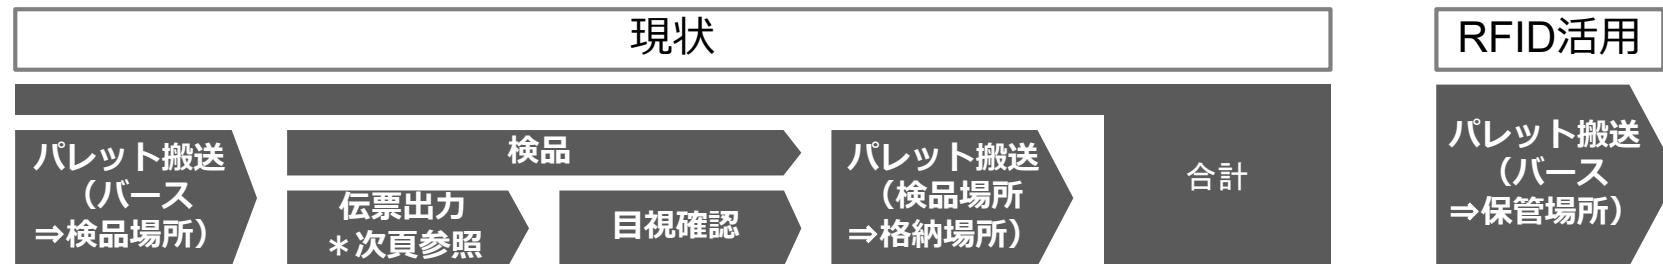 現状
RFID活用
パレット搬送
（バース
⇒検品場所）
検品
伝票出力
＊次頁参照
目視確認
パレット搬送
（検品場所
⇒格納場所）
合計
パレット搬送
（バース
⇒保管場所）